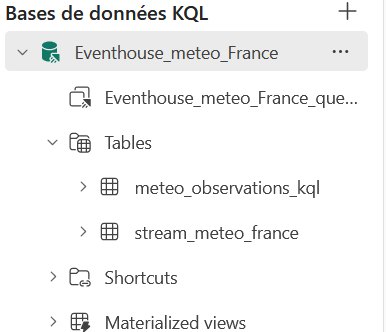 Bases de données KQL
Eventhouse_meteo_France
Eventhouse_meteo_France_que...
Tables
meteo_observations_kql
stream_meteo_france
Shortcuts
Materialized views